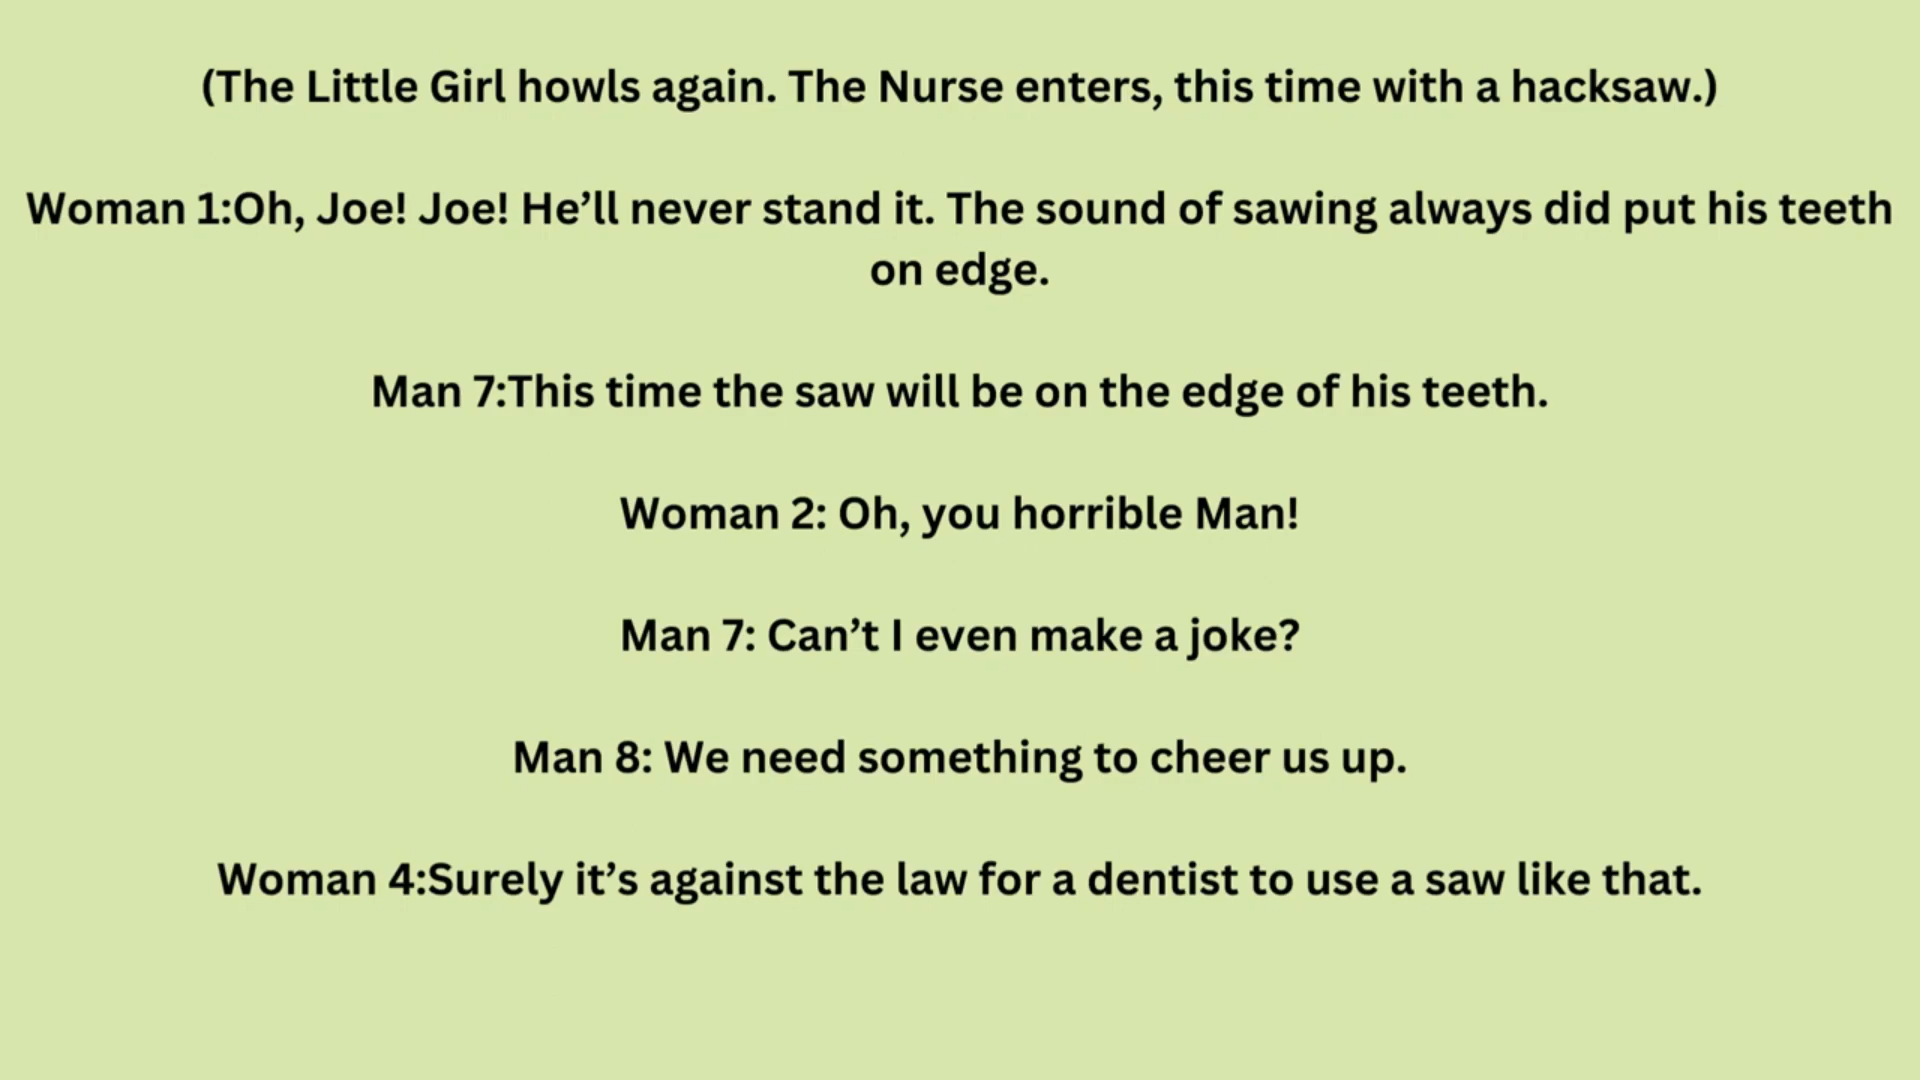 (The Little Girl howls again. The Nurse enters, this time with a hacksaw.)
Woman 1:Oh, Joe! Joe! He’ll never stand it. The sound of sawing always did put his teeth
on edge.
Man 7:This time the saw will be on the edge of his teeth.
Woman 2: Oh, you horrible Man!
Man 7: Can’t I even make a joke?
Man 8: We need something to cheer us up.
Woman 4:Surely it’s against the law for a dentist to use a saw like that.